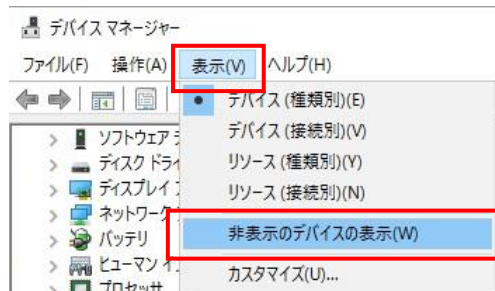 デバイス マネージャー
ファイル(F) 操作(A) 表示(V) ヘルプ(H)
デバイス (種類別)(E)
デバイス (接続別)(V)
リソース (種類別)(Y)
リソース (接続別)(N)
非表示のデバイスの表示(W)
カスタマイズ(U)...
ソフトウェア
ディスク
ディスプレイ
ネットワーク
バッテリ
ヒューマン
プロセッサ